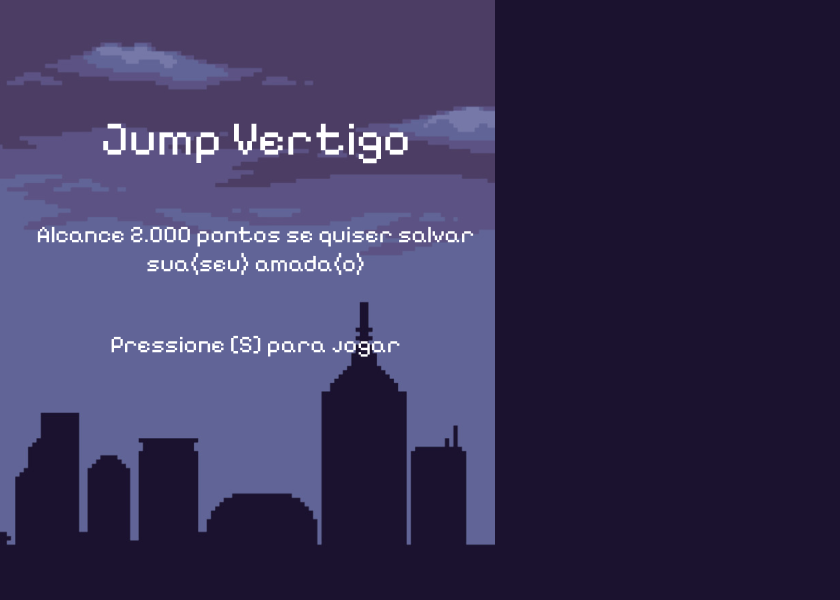 Jump Vertigo
Alcance 2.000 pontos se quiser salvar
sua(seu) amada(o)
Pressione (S) para jogar